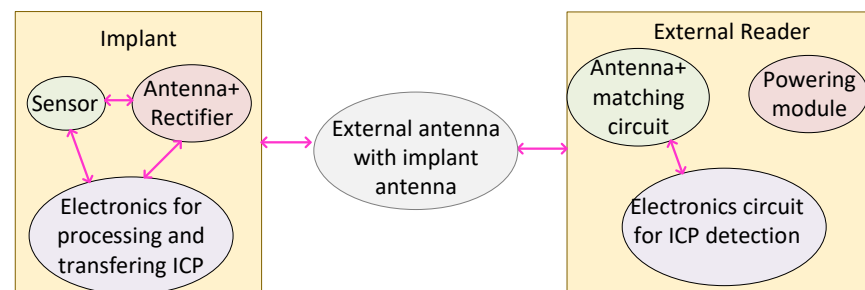 Implant
Sensor
Antenna+
Rectifier
Electronics for
processing and
transfering ICP
External antenna
with implant
antenna
External Reader
Antenna+
matching
circuit
Powering
module
Electronics circuit
for ICP detection